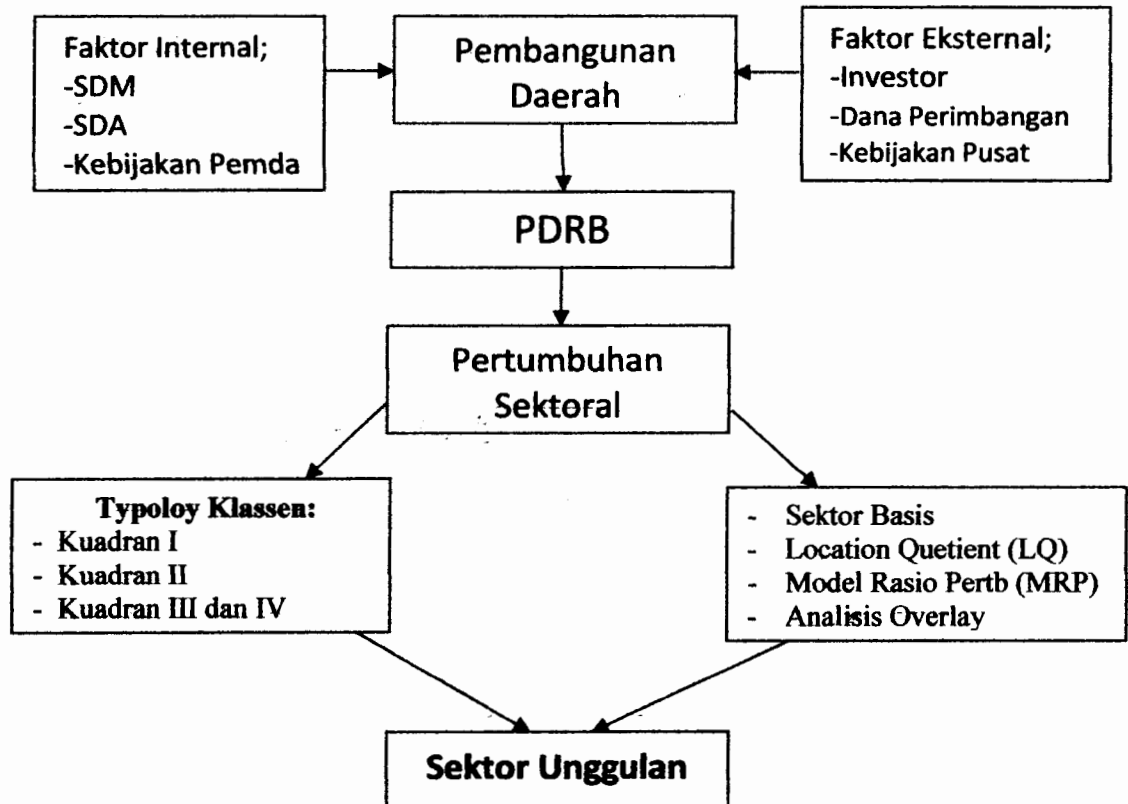 Faktor Internal;
-SDM
-SDA
-Kebijakan Pemda
Pembangunan
Daerah
Faktor Eksternal;
-Investor
-Dana Perimbangan
-Kebijakan Pusat
PDRB
Pertumbuhan
Sektoral
Typoloy Klassen:
- Kuadran I
- Kuadran II
- Kuadran III dan IV
- Sektor Basis
- Location Quetient (LQ)
- Model Rasio Pertb (MRP)
- Analisis Overlay
Sektor Unggulan